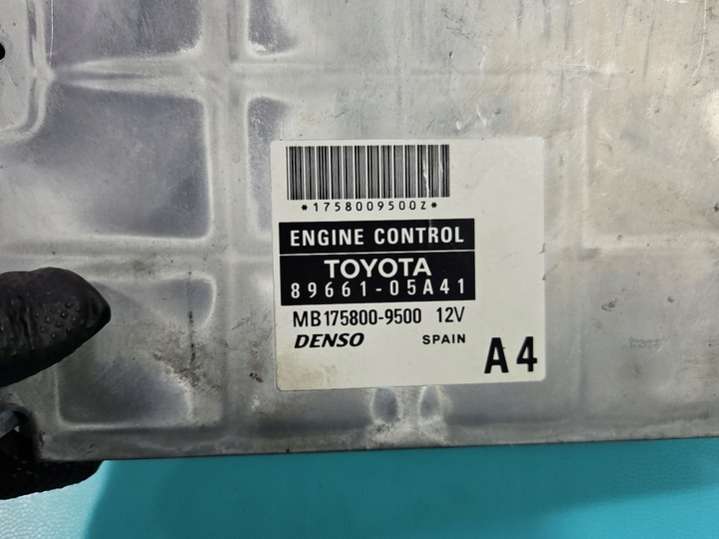 *1758009500Z*
ENGINE CONTROL
TOYOTA
89661-05A41
MB175800-9500 12V
DENSO SPAIN A4